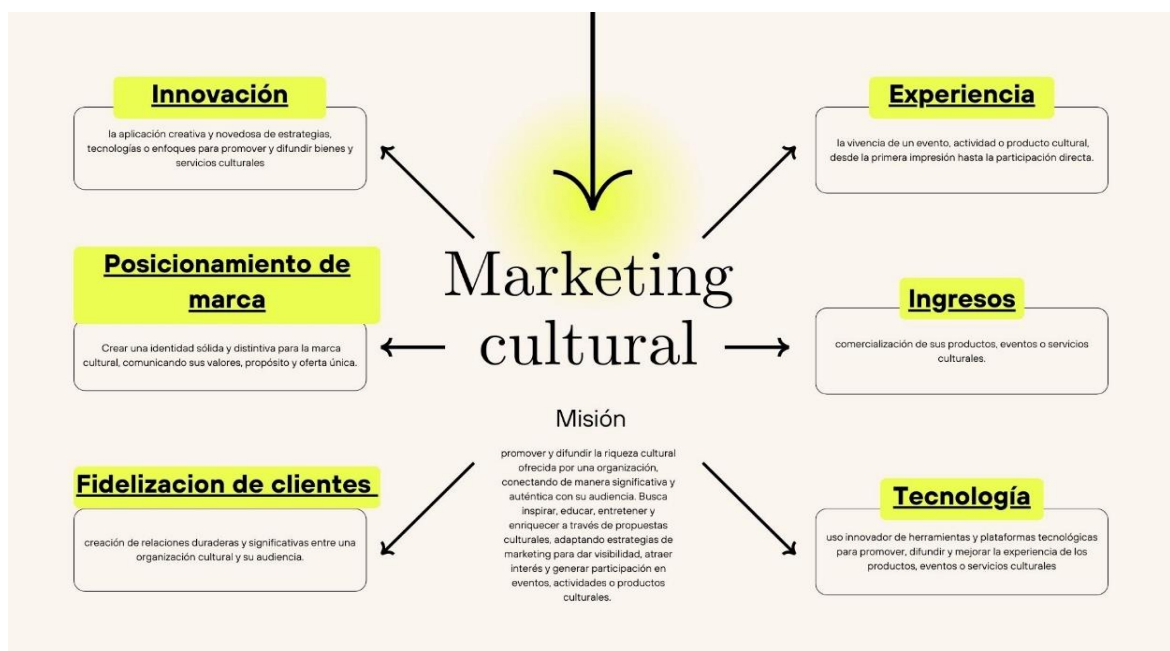 Innovación
la aplicación creativa y novedosa de estrategias,
tecnologías o enfoques para promover y difundir bienes y
servicios culturales
Posicionamiento de
marca
Crear una identidad sólida y distintiva para la marca
cultural, comunicando sus valores, propósito y oferta única.
Fidelizacion de clientes
creación de relaciones duraderas y significativas entre una
organización cultural y su audiencia.
Marketing
cultural
Misión
promover y difundir la riqueza cultural
ofrecida por una organización,
conectando de manera significativa y
auténtica con su audiencia. Busca
inspirar, educar, entretener y
enriquecer a través de propuestas
culturales, adaptando estrategias de
marketing para dar visibilidad, atraer
interés y generar participación en
eventos, actividades o productos
culturales.
Experiencia
la vivencia de un evento, actividad o producto cultural,
desde la primera impresión hasta la participación directa.
Ingresos
comercialización de sus productos, eventos o servicios
culturales.
Tecnología
uso innovador de herramientas y plataformas tecnológicas
para promover, difundir y mejorar la experiencia de los
productos, eventos o servicios culturales